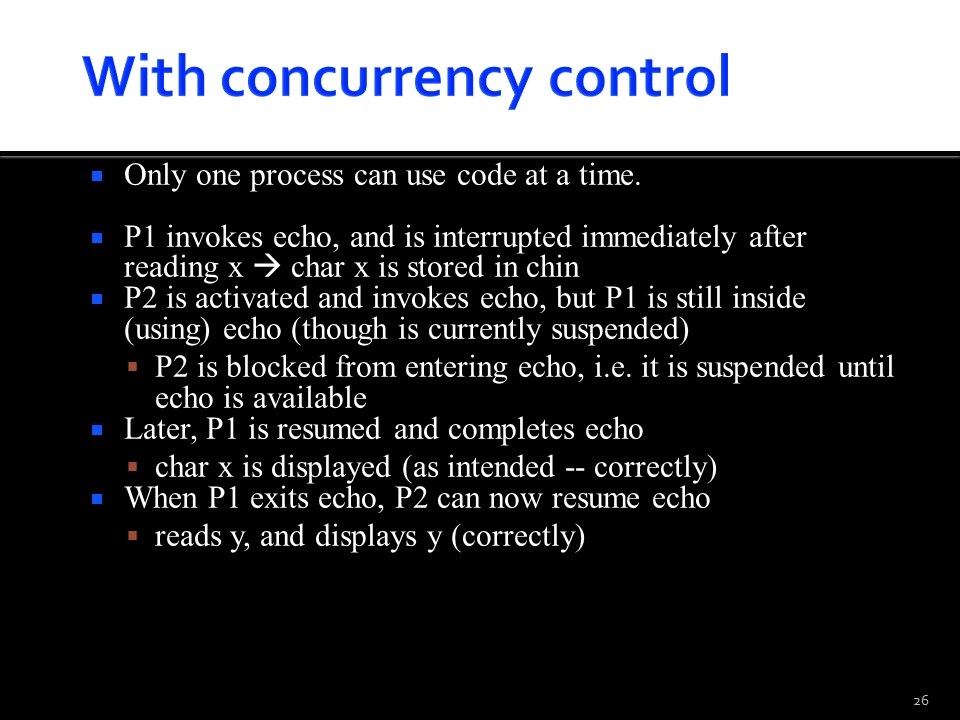 With concurrency control
Only one process can use code at a time.
P1 invokes echo, and is interrupted immediately after
reading x → char x is stored in chin
P2 is activated and invokes echo, but P1 is still inside
(using) echo (though is currently suspended)
P2 is blocked from entering echo, i.e. it is suspended until
echo is available
Later, P1 is resumed and completes echo
char x is displayed (as intended -- correctly)
When P1 exits echo, P2 can now resume echo
reads y, and displays y (correctly)
26